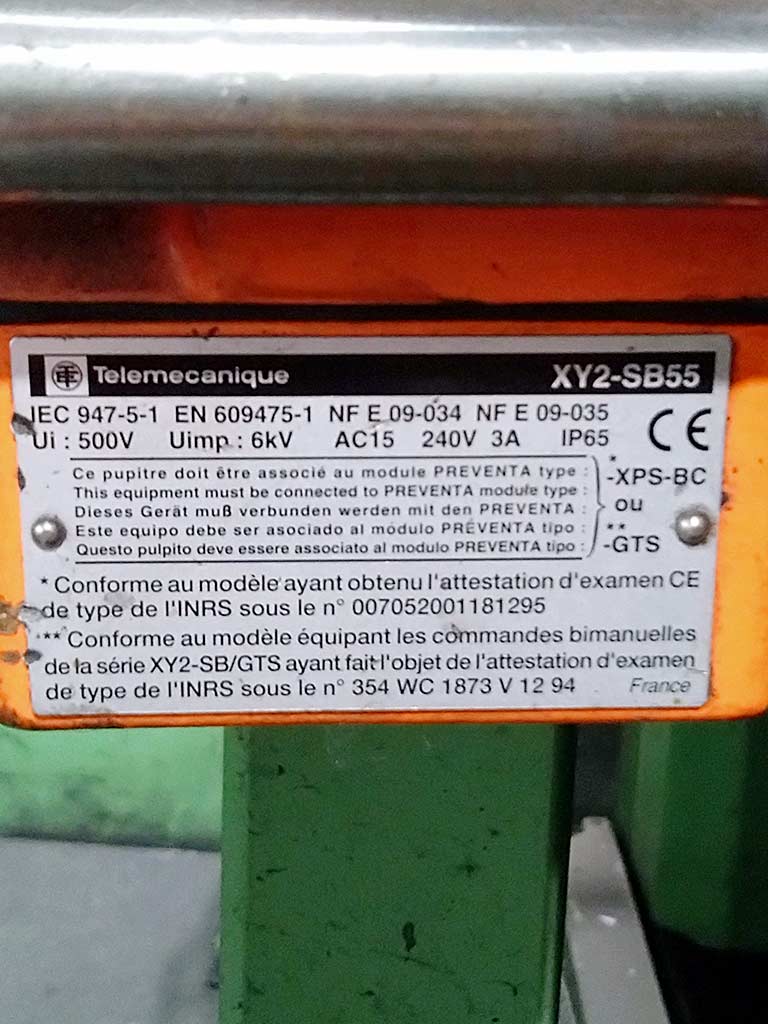 Telemecanique XY2-SB55
IEC 947-5-1 EN 609475-1 NF E 09-034 NF E 09-035
Ui : 500V Uimp : 6kV AC15 240V 3A IP65 CE
Ce pupitre doit être associé au module PREVENTA type :
This equipment must be connected to PREVENTA module type :
Dieses Gerät muß verbunden werden mit den PREVENTA :
Este equipo debe ser asociado al módulo PRÉVENTA tipo :
Questo pulpito deve essere associato al modulo PREVENTA tipo :
*
-XPS-BC
ou
**
-GTS
* Conforme au modèle ayant obtenu l'attestation d'examen CE
de type de l'INRS sous le n° 007052001181295
** Conforme au modèle équipant les commandes bimanuelles
de la série XY2-SB/GTS ayant fait l'objet de l'attestation d'examen
de type de l'INRS sous le n° 354 WC 1873 V 12 94 France